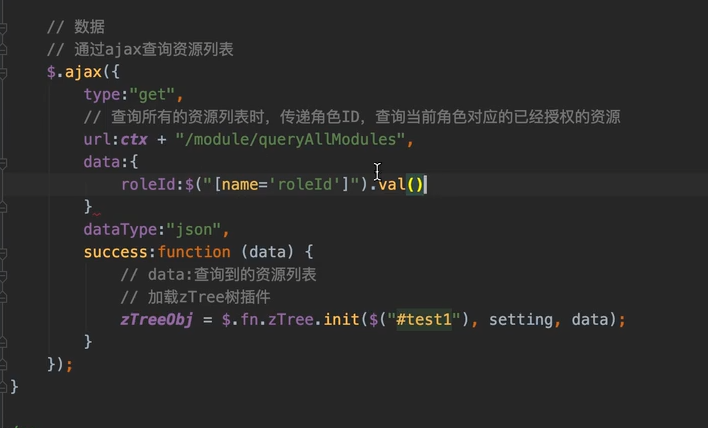 // 数据
// 通过ajax查询资源列表
$.ajax({
type:"get",
// 查询所有的资源列表时，传递角色ID，查询当前角色对应的已经授权的资源
url:ctx + "/module/queryAllModules",
data:{
roleId:$("[name='roleId']").val()
}
dataType:"json",
success:function (data) {
// data:查询到的资源列表
// 加载zTree树插件
zTreeObj = $.fn.zTree.init($("#test1"), setting, data);
}
});
}